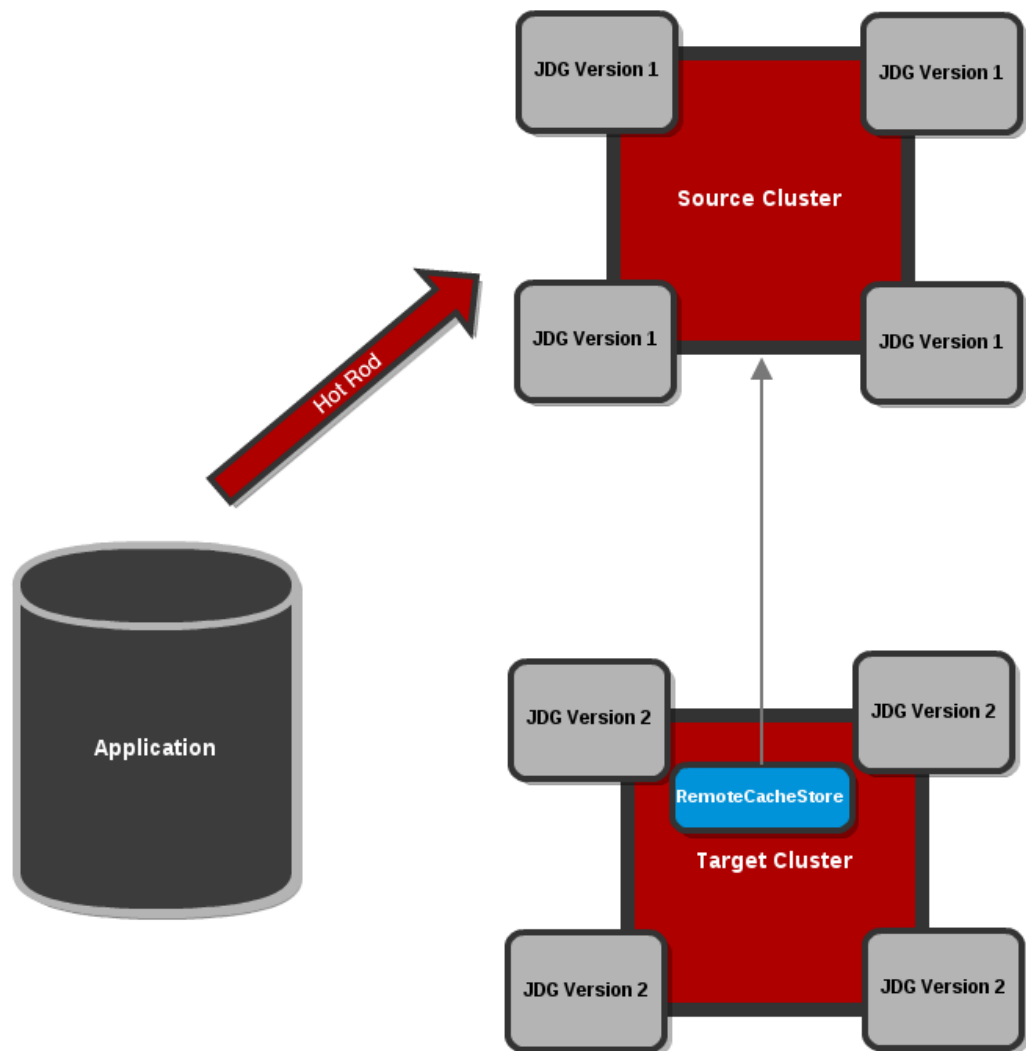 JDG Version 1
JDG Version 1
Source Cluster
JDG Version 1
JDG Version 1
Hot Rod
Application
JDG Version 2
JDG Version 2
RemoteCacheStore
Target Cluster
JDG Version 2
JDG Version 2